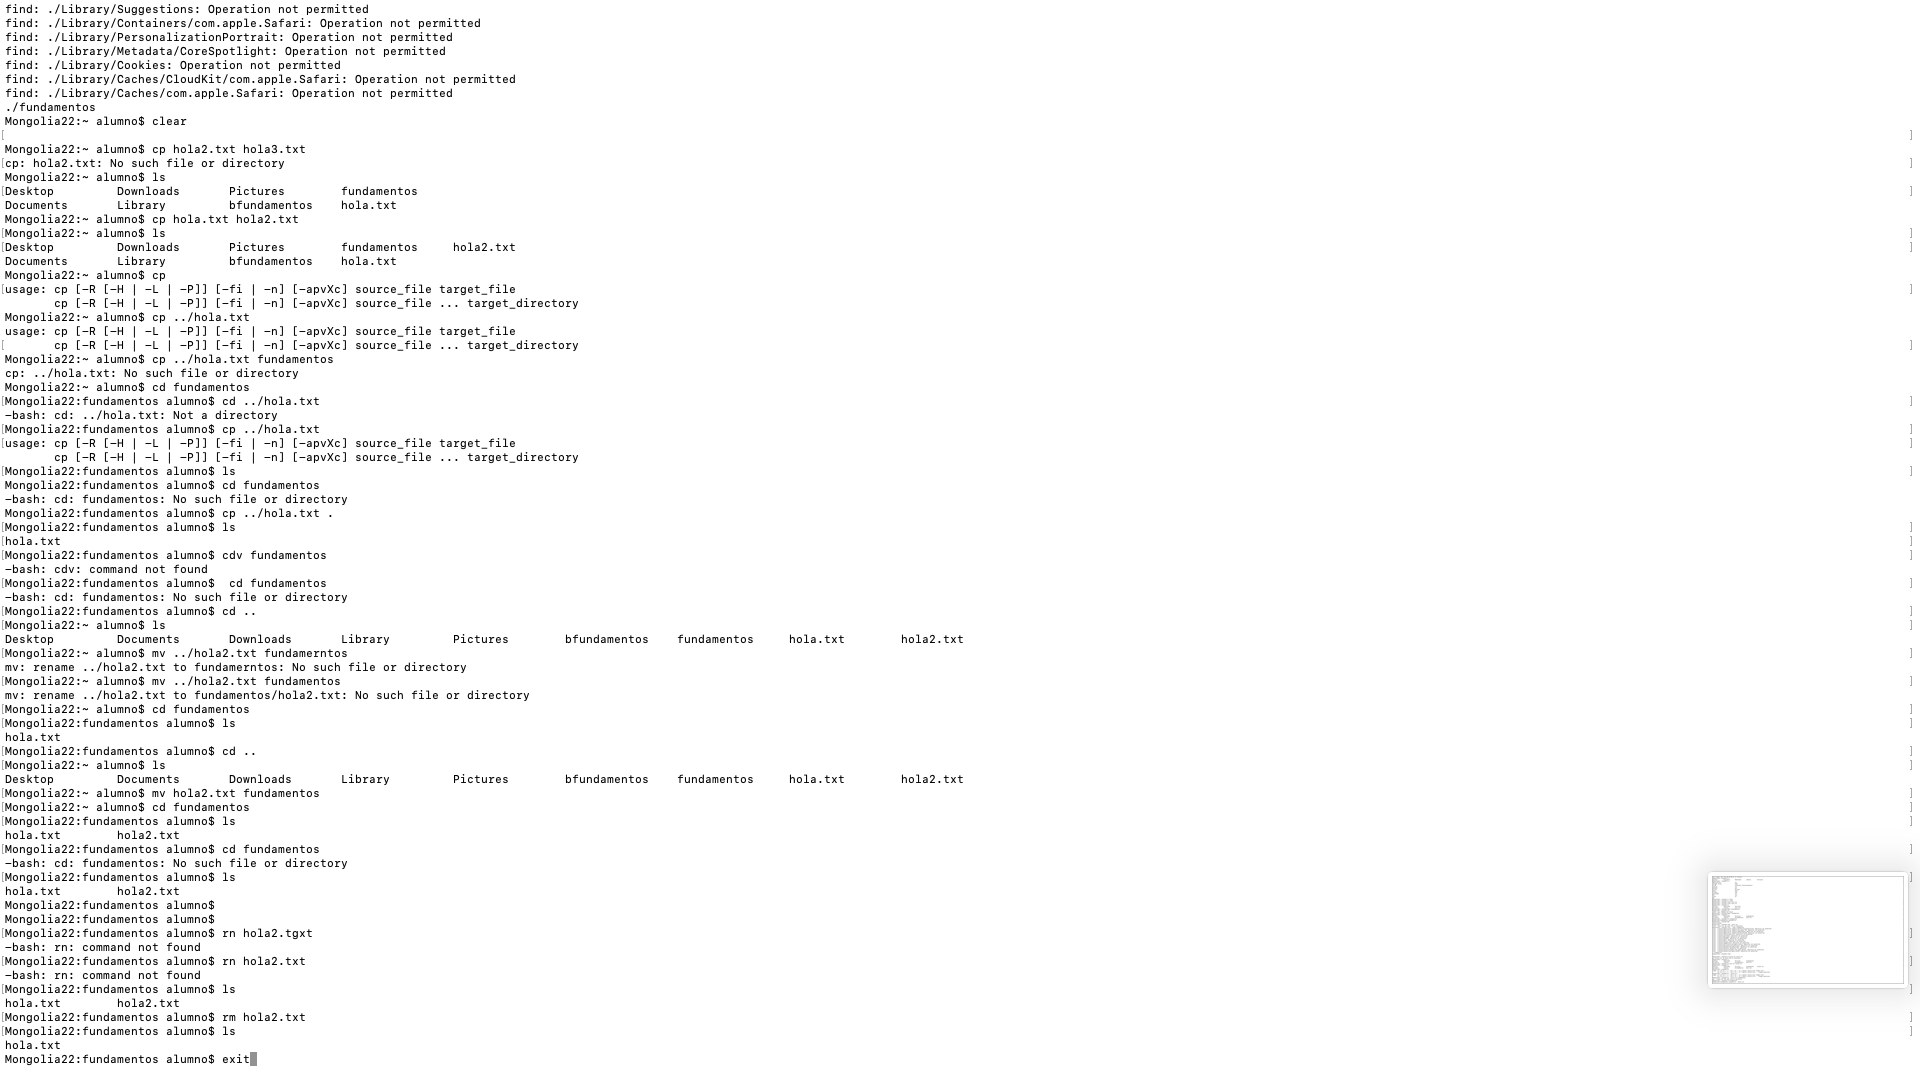 find: ./Library/Suggestions: Operation not permitted
find: ./Library/Containers/com.apple.Safari: Operation not permitted
find: ./Library/PersonalizationPortrait: Operation not permitted
find: ./Library/Metadata/CoreSpotlight: Operation not permitted
find: ./Library/Cookies: Operation not permitted
find: ./Library/Caches/CloudKit/com.apple.Safari: Operation not permitted
find: ./Library/Caches/com.apple.Safari: Operation not permitted
./fundamentos
Mongolia22:~ alumno$ clear
[ ]
Mongolia22:~ alumno$ cp hola2.txt hola3.txt
[cp: hola2.txt: No such file or directory ]
Mongolia22:~ alumno$ ls
[Desktop Downloads Pictures fundamentos ]
Documents Library bfundamentos hola.txt
Mongolia22:~ alumno$ cp hola.txt hola2.txt
[Mongolia22:~ alumno$ ls ]
[Desktop Downloads Pictures fundamentos hola2.txt ]
Documents Library bfundamentos hola.txt
Mongolia22:~ alumno$ cp
[usage: cp [-R [-H | -L | -P]] [-fi | -n] [-apvXc] source_file target_file ]
cp [-R [-H | -L | -P]] [-fi | -n] [-apvXc] source_file ... target_directory
Mongolia22:~ alumno$ cp ../hola.txt
usage: cp [-R [-H | -L | -P]] [-fi | -n] [-apvXc] source_file target_file
[ cp [-R [-H | -L | -P]] [-fi | -n] [-apvXc] source_file ... target_directory ]
Mongolia22:~ alumno$ cp ../hola.txt fundamentos
cp: ../hola.txt: No such file or directory
Mongolia22:~ alumno$ cd fundamentos
[Mongolia22:fundamentos alumno$ cd ../hola.txt ]
-bash: cd: ../hola.txt: Not a directory
[Mongolia22:fundamentos alumno$ cp ../hola.txt ]
[usage: cp [-R [-H | -L | -P]] [-fi | -n] [-apvXc] source_file target_file ]
cp [-R [-H | -L | -P]] [-fi | -n] [-apvXc] source_file ... target_directory ]
[Mongolia22:fundamentos alumno$ ls ]
[Mongolia22:fundamentos alumno$ cd fundamentos ]
-bash: cd: fundamentos: No such file or directory
Mongolia22:fundamentos alumno$ cp ../hola.txt .
[Mongolia22:fundamentos alumno$ ls ]
[hola.txt ]
[Mongolia22:fundamentos alumno$ cdv fundamentos ]
-bash: cdv: command not found
[Mongolia22:fundamentos alumno$  cd fundamentos ]
-bash: cd: fundamentos: No such file or directory
[Mongolia22:fundamentos alumno$ cd .. ]
[Mongolia22:~ alumno$ ls ]
Desktop Documents Downloads Library Pictures bfundamentos fundamentos hola.txt hola2.txt
[Mongolia22:~ alumno$ mv ../hola2.txt fundamerntos ]
mv: rename ../hola2.txt to fundamerntos: No such file or directory
[Mongolia22:~ alumno$ mv ../hola2.txt fundamentos ]
mv: rename ../hola2.txt to fundamentos/hola2.txt: No such file or directory
[Mongolia22:~ alumno$ cd fundamentos ]
[Mongolia22:fundamentos alumno$ ls ]
hola.txt
[Mongolia22:fundamentos alumno$ cd .. ]
[Mongolia22:~ alumno$ ls ]
Desktop Documents Downloads Library Pictures bfundamentos fundamentos hola.txt hola2.txt
[Mongolia22:~ alumno$ mv hola2.txt fundamentos ]
[Mongolia22:~ alumno$ cd fundamentos ]
[Mongolia22:fundamentos alumno$ ls ]
hola.txt hola2.txt
[Mongolia22:fundamentos alumno$ cd fundamentos ]
-bash: cd: fundamentos: No such file or directory
[Mongolia22:fundamentos alumno$ ls ]
hola.txt hola2.txt
Mongolia22:fundamentos alumno$
Mongolia22:fundamentos alumno$
[Mongolia22:fundamentos alumno$ rn hola2.tgxt ]
-bash: rn: command not found
[Mongolia22:fundamentos alumno$ rn hola2.txt ]
-bash: rn: command not found
[Mongolia22:fundamentos alumno$ ls ]
hola.txt hola2.txt
[Mongolia22:fundamentos alumno$ rm hola2.txt ]
[Mongolia22:fundamentos alumno$ ls ]
hola.txt
Mongolia22:fundamentos alumno$ exit